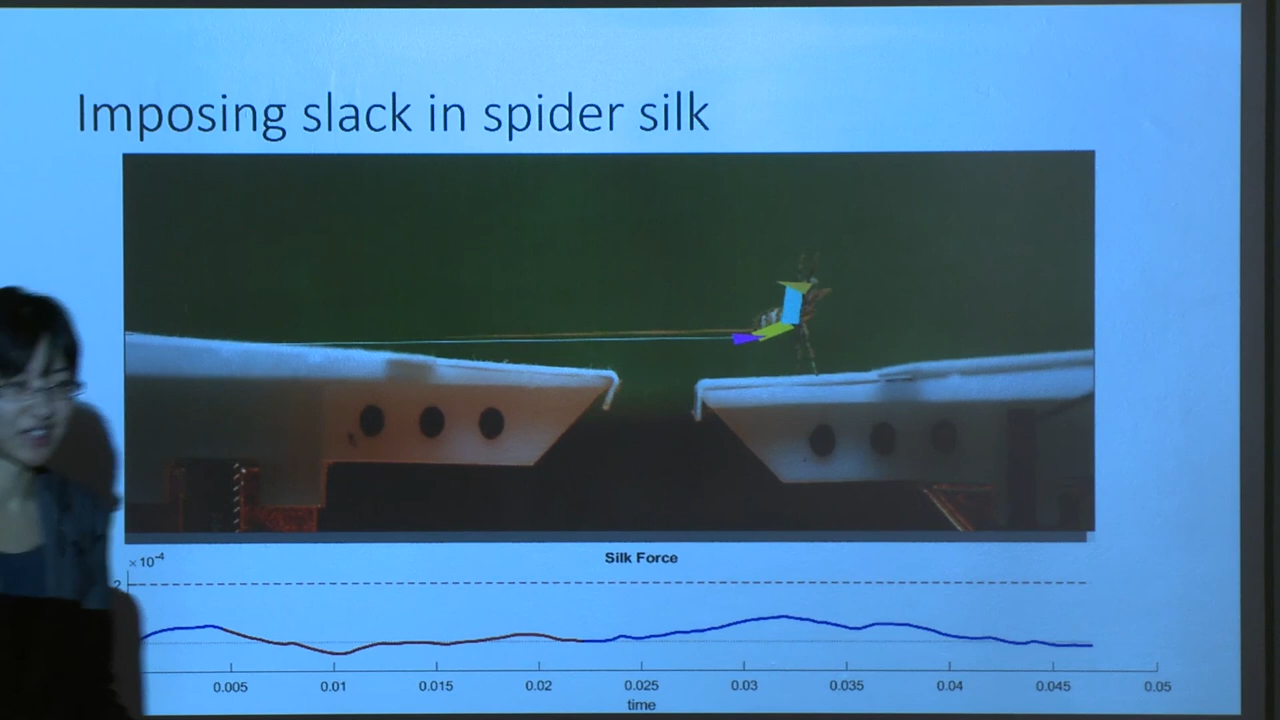 Imposing slack in spider silk
×10⁻⁴
Silk Force
2
0.005 0.01 0.015 0.02 0.025 0.03 0.035 0.04 0.045 0.05
time